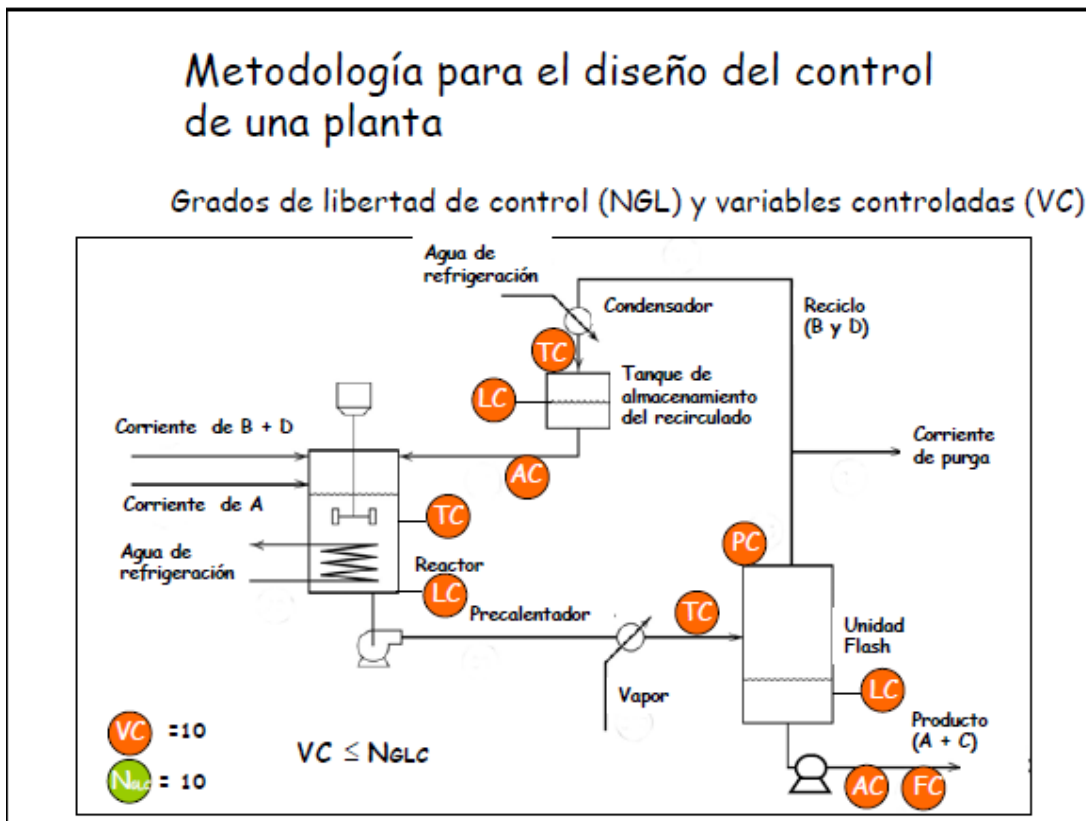 Metodología para el diseño del control
de una planta
Grados de libertad de control (NGL) y variables controladas (VC)
Agua de
refrigeración
Condensador
Reciclo
(B y D)
TC
LC
Tanque de
almacenamiento
del recirculado
Corriente de B + D
Corriente
de purga
AC
Corriente de A
TC
PC
Agua de
refrigeración
Reactor
LC
Precalentador
TC
Unidad
Flash
Vapor
LC
Producto
(A + C)
VC =10
VC ≤ NGLC
NGLC = 10
AC
FC